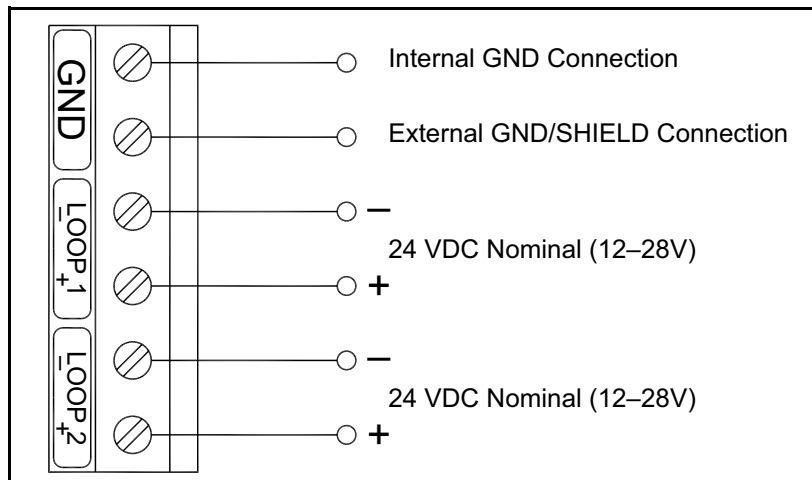 GND
Internal GND Connection
External GND/SHIELD Connection
LOOP 1
− +
−
24 VDC Nominal (12–28V)
+
LOOP 2
− +
−
24 VDC Nominal (12–28V)
+